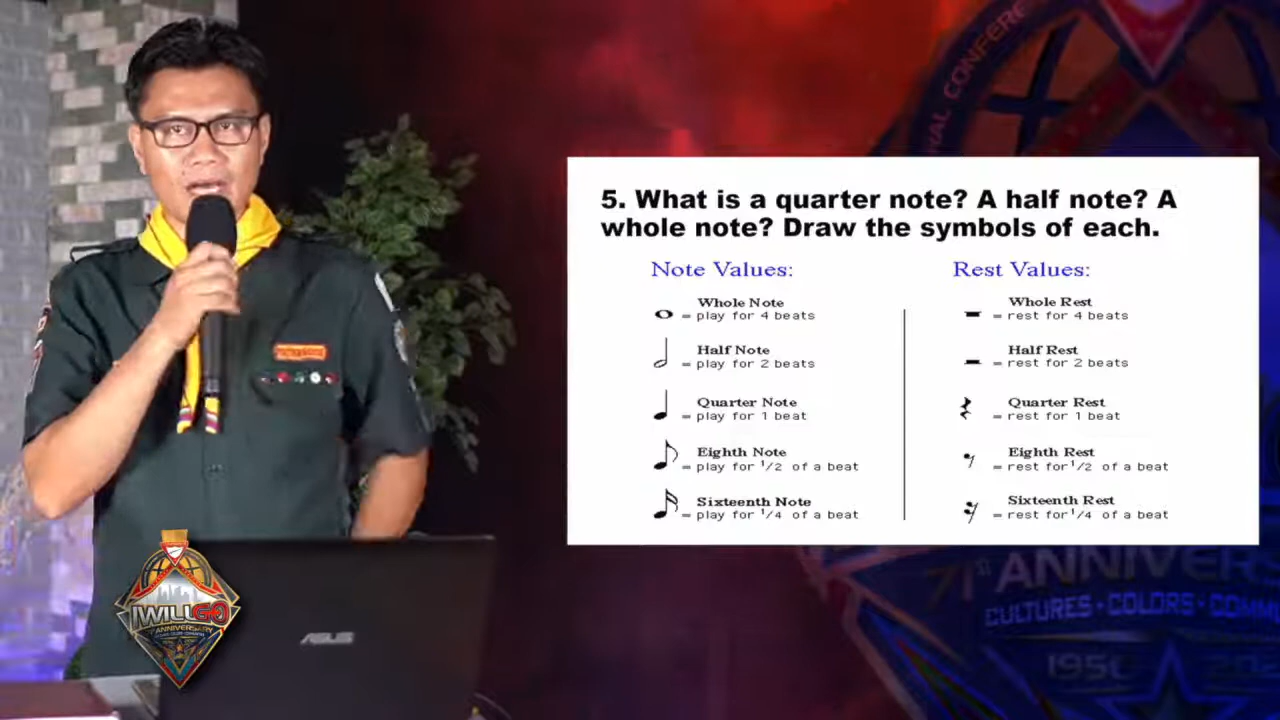 5. What is a quarter note? A half note? A
whole note? Draw the symbols of each.
Note Values:
Whole Note
= play for 4 beats
Half Note
= play for 2 beats
Quarter Note
= play for 1 beat
Eighth Note
= play for 1/2 of a beat
Sixteenth Note
= play for 1/4 of a beat
Rest Values:
Whole Rest
= rest for 4 beats
Half Rest
= rest for 2 beats
Quarter Rest
= rest for 1 beat
Eighth Rest
= rest for 1/2 of a beat
Sixteenth Rest
= rest for 1/4 of a beat
IWILLGO
ANNIVERSARY
ASUS
71st ANNIVERS
CULTURES • COLORS • COMM